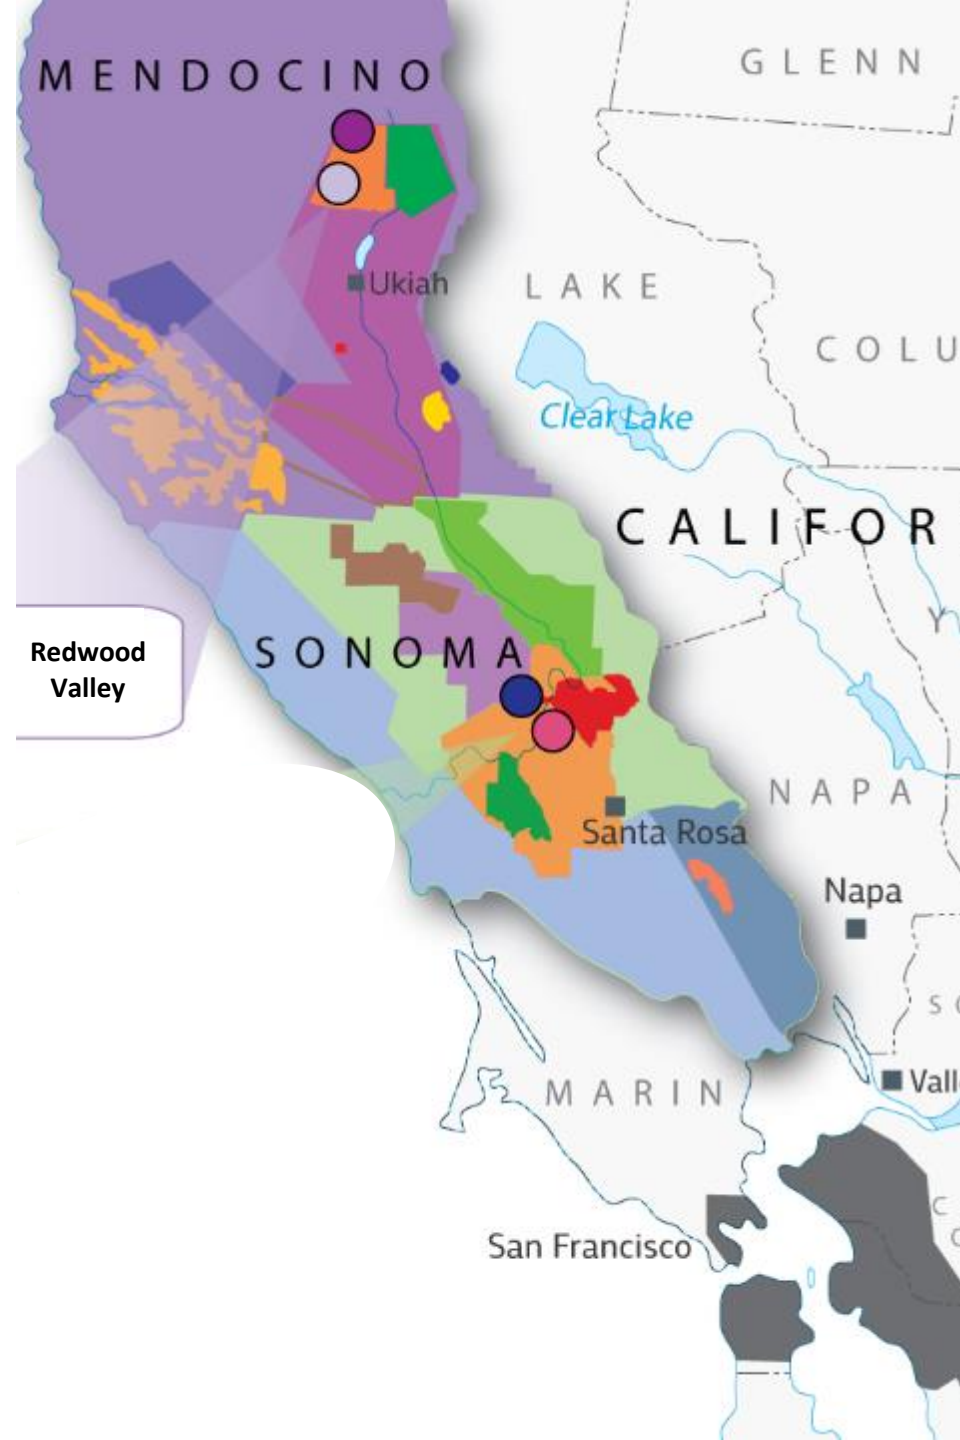 MENDOCINO
GLENN
Ukiah
LAKE
COLU
Clear Lake
CALIFOR
Y
Redwood
Valley
SONOMA
NAPA
Santa Rosa
Napa
S
MARIN
Vall
C
San Francisco